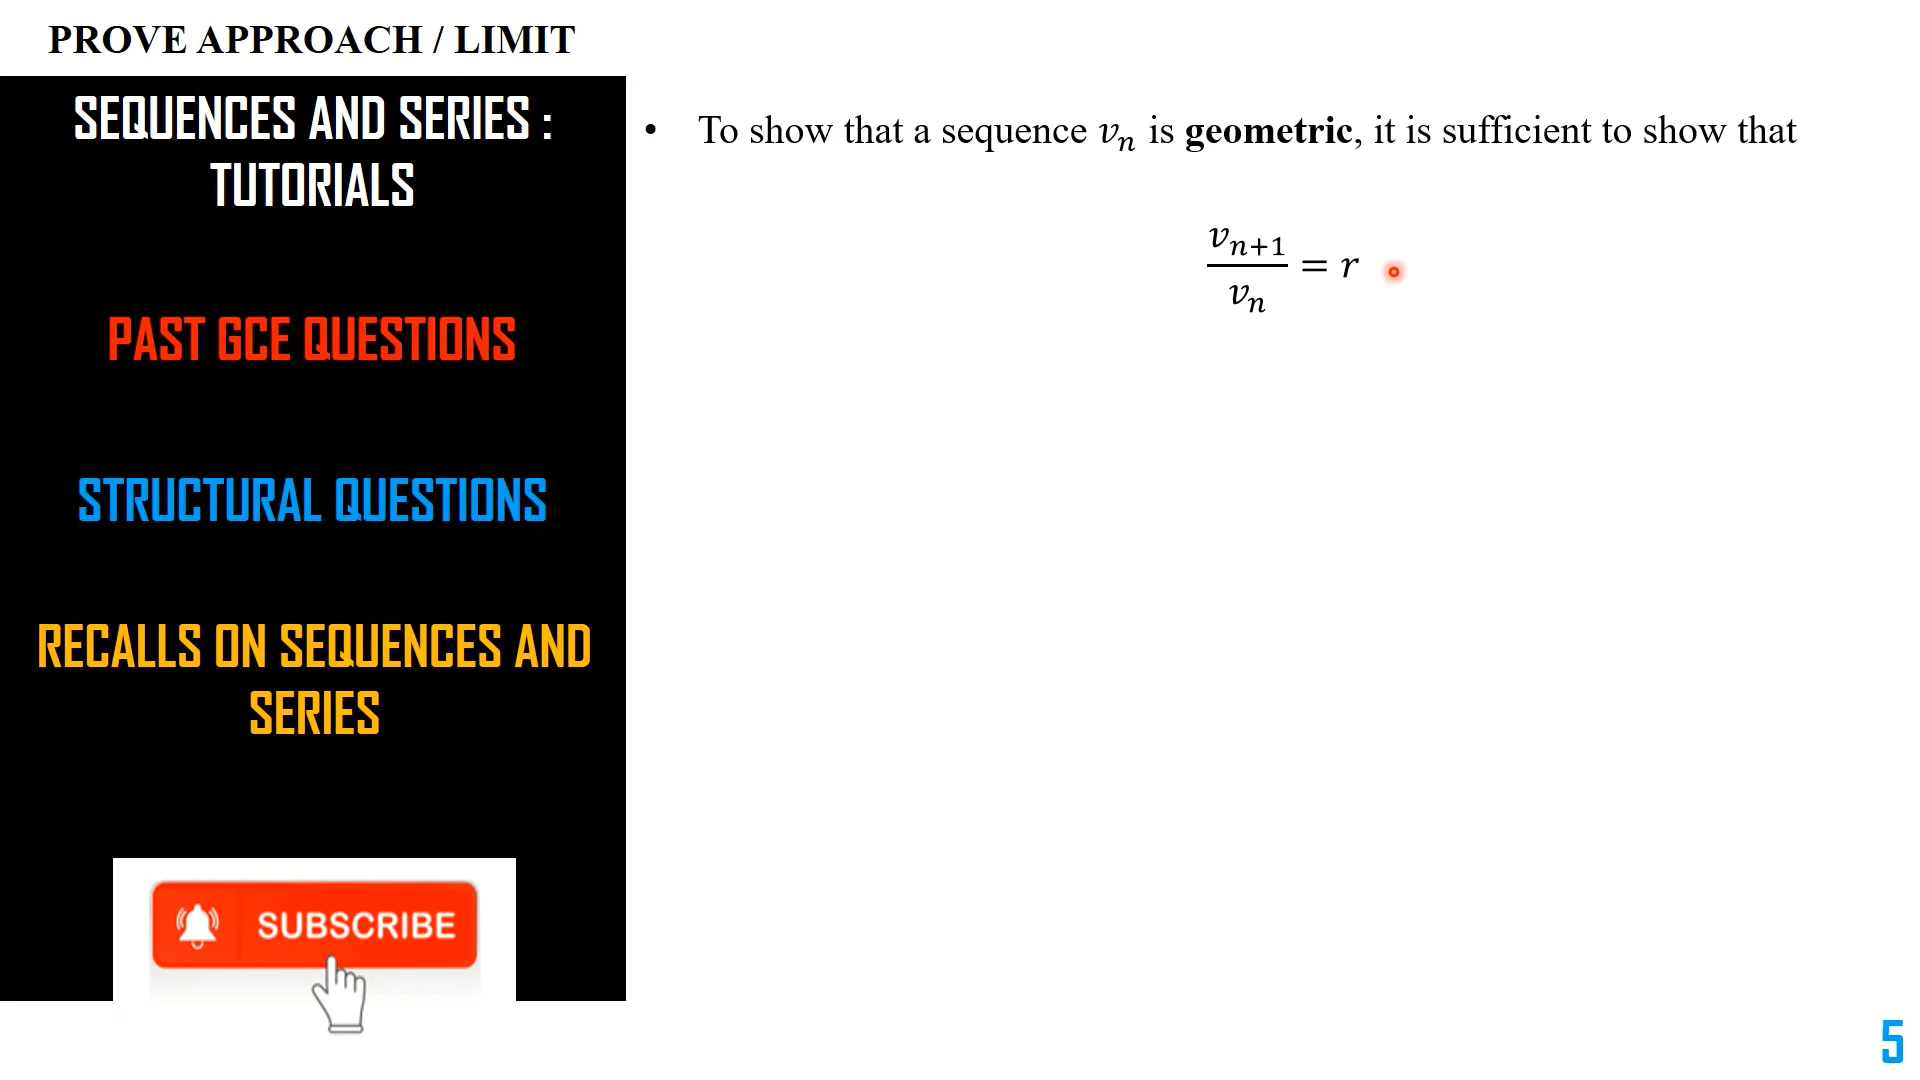 PROVE APPROACH / LIMIT
SEQUENCES AND SERIES :
TUTORIALS
PAST GCE QUESTIONS
STRUCTURAL QUESTIONS
RECALLS ON SEQUENCES AND
SERIES
SUBSCRIBE
• To show that a sequence vₙ is geometric, it is sufficient to show that
vₙ₊₁/vₙ = r
5